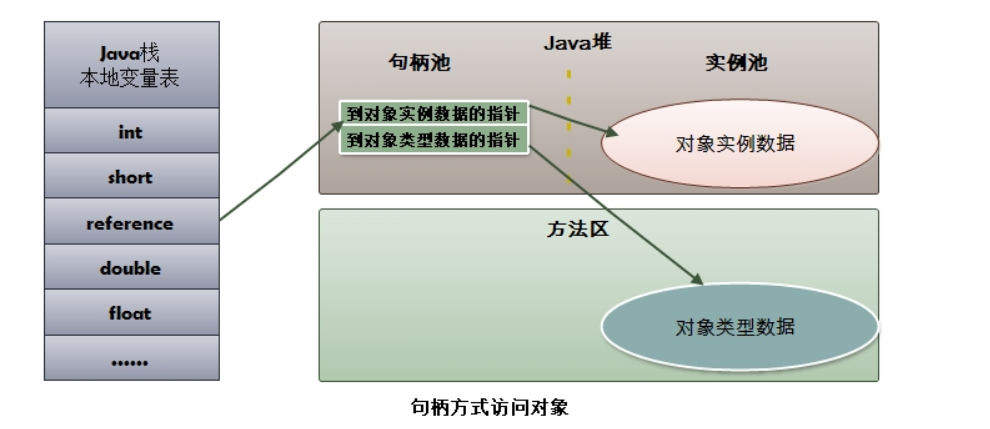 Java栈
本地变量表
int
short
reference
double
float
……
Java堆
句柄池
实例池
到对象实例数据的指针
到对象类型数据的指针
对象实例数据
方法区
对象类型数据
句柄方式访问对象